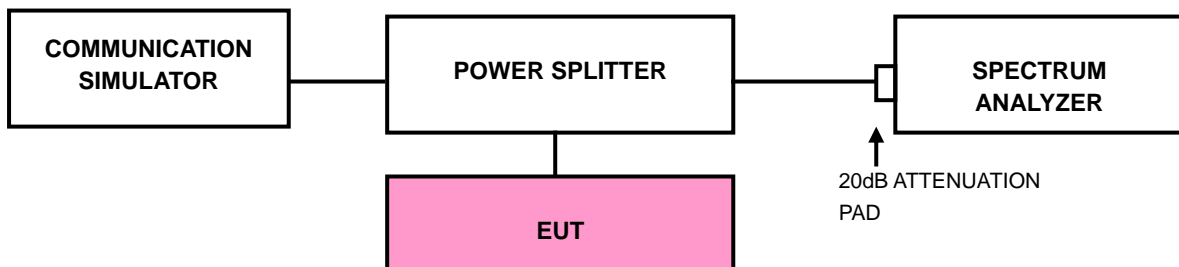 COMMUNICATION
SIMULATOR
POWER SPLITTER
SPECTRUM
ANALYZER
20dB ATTENUATION
PAD
EUT